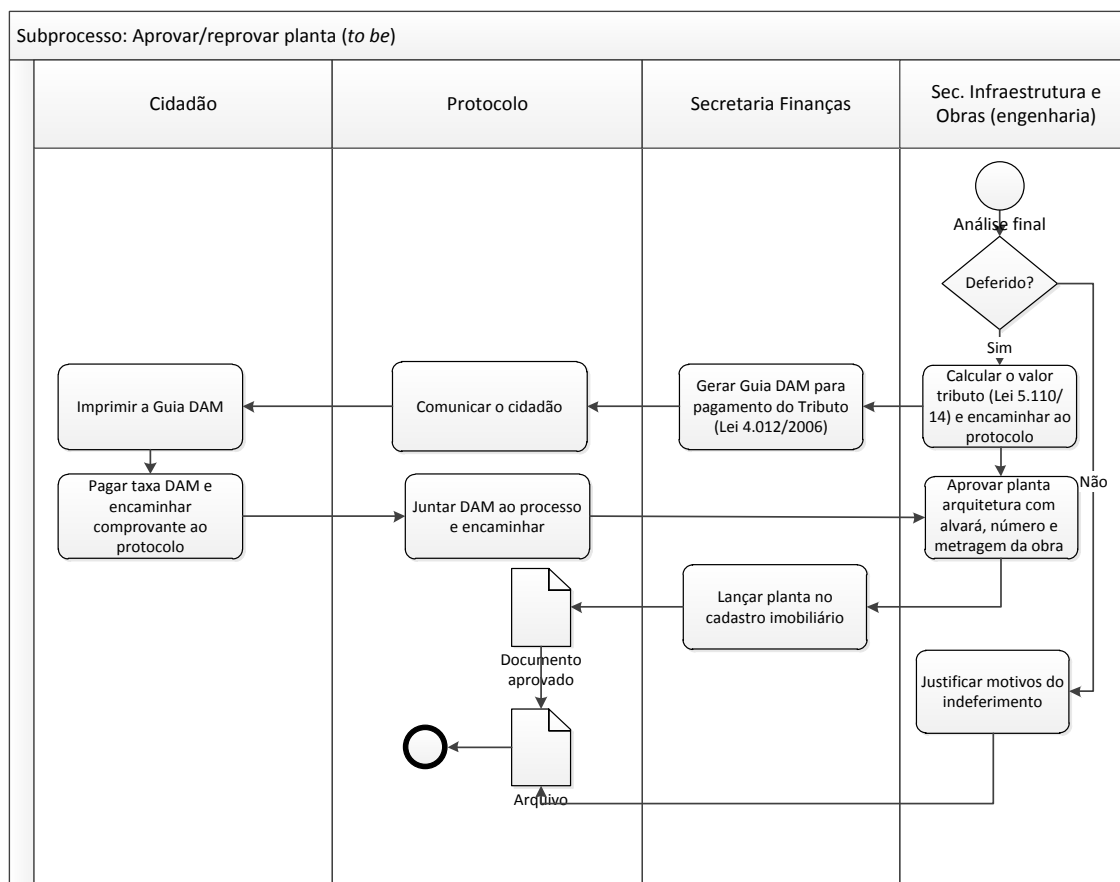 Subprocesso: Aprovar/reprovar planta (to be)
Cidadão
Protocolo
Secretaria Finanças
Sec. Infraestrutura e
Obras (engenharia)
Análise final
Deferido?
Sim
Não
Imprimir a Guia DAM
Comunicar o cidadão
Gerar Guia DAM para
pagamento do Tributo
(Lei 4.012/2006)
Calcular o valor
tributo (Lei 5.110/
14) e encaminhar ao
protocolo
Pagar taxa DAM e
encaminhar
comprovante ao
protocolo
Juntar DAM ao processo
e encaminhar
Aprovar planta
arquitetura com
alvará, número e
metragem da obra
Lançar planta no
cadastro imobiliário
Documento
aprovado
Justificar motivos do
indeferimento
Arquivo